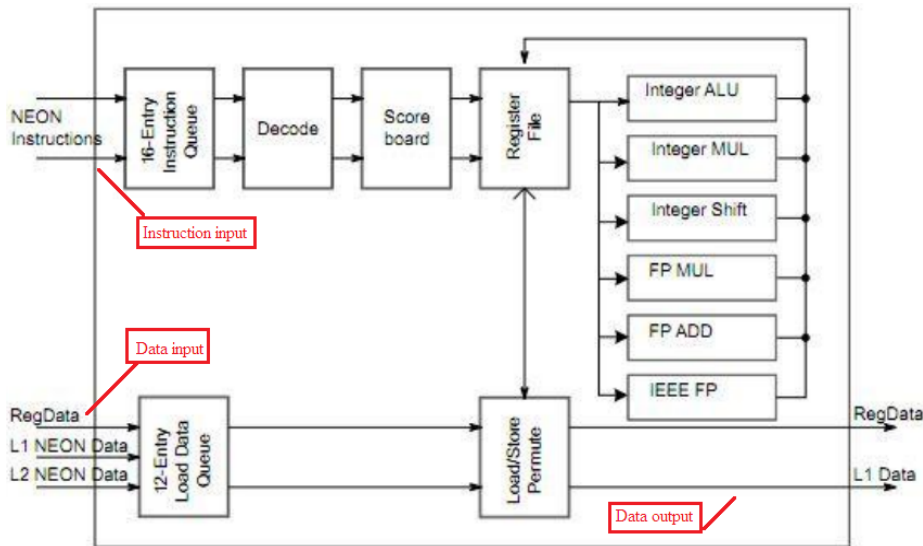 NEON
Instructions
16-Entry
Instruction
Queue
Decode
Score
board
Register
File
Integer ALU
Integer MUL
Integer Shift
FP MUL
FP ADD
IEEE FP
Instruction input
Data input
RegData
L1 NEON Data
L2 NEON Data
12-Entry
Load Data
Queue
Load/Store
Permute
RegData
L1 Data
Data output